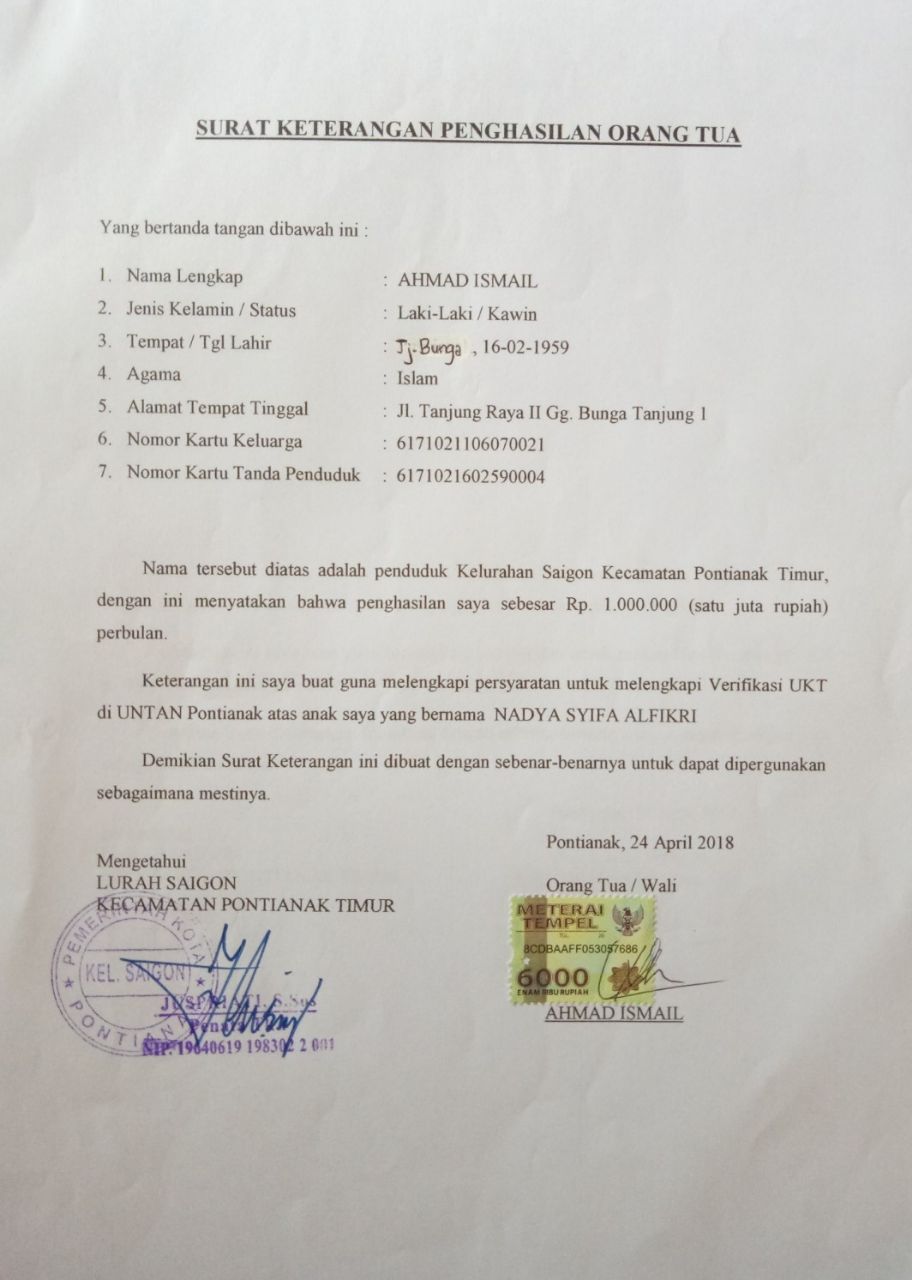 SURAT KETERANGAN PENGHASILAN ORANG TUA
Yang bertanda tangan dibawah ini :
1. Nama Lengkap : AHMAD ISMAIL
2. Jenis Kelamin / Status : Laki-Laki / Kawin
3. Tempat / Tgl Lahir : Tj.Bunga , 16-02-1959
4. Agama : Islam
5. Alamat Tempat Tinggal : Jl. Tanjung Raya II Gg. Bunga Tanjung 1
6. Nomor Kartu Keluarga : 6171021106070021
7. Nomor Kartu Tanda Penduduk : 6171021602590004
Nama tersebut diatas adalah penduduk Kelurahan Saigon Kecamatan Pontianak Timur,
dengan ini menyatakan bahwa penghasilan saya sebesar Rp. 1.000.000 (satu juta rupiah)
perbulan.
Keterangan ini saya buat guna melengkapi persyaratan untuk melengkapi Verifikasi UKT
di UNTAN Pontianak atas anak saya yang bernama NADYA SYIFA ALFIKRI
Demikian Surat Keterangan ini dibuat dengan sebenar-benarnya untuk dapat dipergunakan
sebagaimana mestinya.
Pontianak, 24 April 2018
Mengetahui
LURAH SAIGON
KECAMATAN PONTIANAK TIMUR
Orang Tua / Wali
PEMERINTAH KOTA
KEL. SAIGON
PONTIANAK
S.Sos
NIP. 19640619 198302 2 001
METERAI
TEMPEL
8CDBAAFF053057686
6000
ENAM RIBU RUPIAH
AHMAD ISMAIL